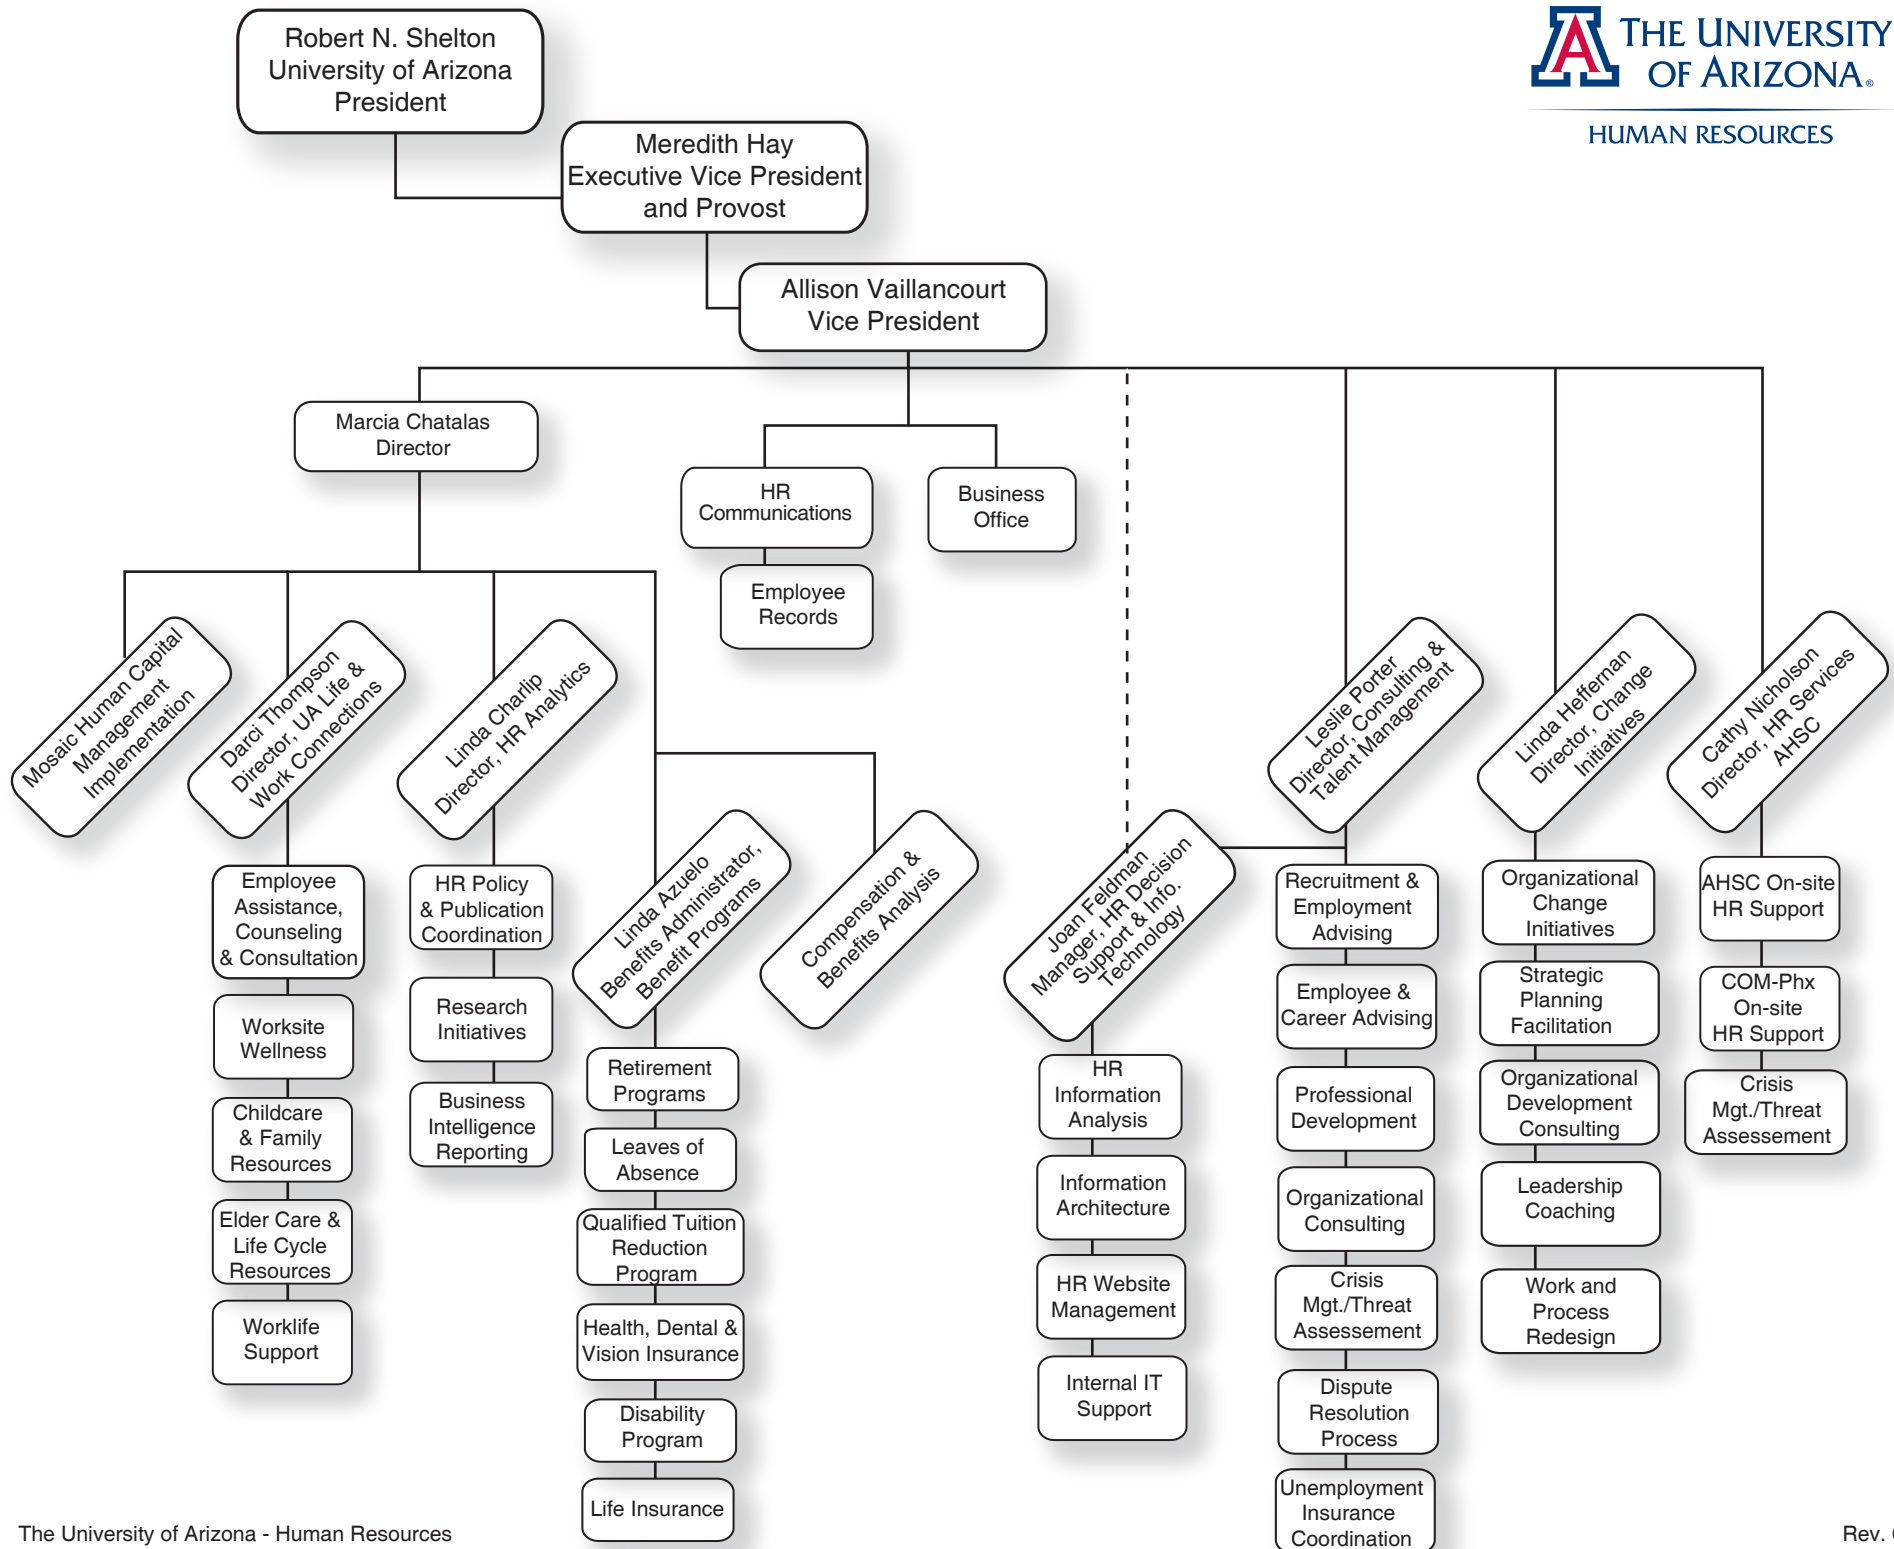 Robert N. Shelton
University of Arizona
President
THE UNIVERSITY
OF ARIZONA®
HUMAN RESOURCES
Meredith Hay
Executive Vice President
and Provost
Allison Vaillancourt
Vice President
Marcia Chatalas
Director
HR
Communications
Business
Office
Employee
Records
Mosaic Human Capital
Management
Implementation
Darci Thompson
Director, UA Life &
Work Connections
Linda Charlip
Director, HR Analytics
Linda Azuelo
Benefits Administrator,
Benefit Programs
Compensation &
Benefits Analysis
Joan Feldman
Manager, HR Decision
Support & Info.
Technology
Leslie Porter
Director, Consulting &
Talent Management
Linda Heffernan
Director, Change
Initiatives
Cathy Nicholson
Director, HR Services
AHSC
Employee
Assistance,
Counseling
& Consultation
Worksite
Wellness
Childcare
& Family
Resources
Elder Care &
Life Cycle
Resources
Worklife
Support
HR Policy
& Publication
Coordination
Research
Initiatives
Business
Intelligence
Reporting
Retirement
Programs
Leaves of
Absence
Qualified Tuition
Reduction
Program
Health, Dental &
Vision Insurance
Disability
Program
Life Insurance
HR
Information
Analysis
Information
Architecture
HR Website
Management
Internal IT
Support
Recruitment &
Employment
Advising
Employee &
Career Advising
Professional
Development
Organizational
Consulting
Crisis
Mgt./Threat
Assessement
Dispute
Resolution
Process
Unemployment
Insurance
Coordination
Organizational
Change
Initiatives
Strategic
Planning
Facilitation
Organizational
Development
Consulting
Leadership
Coaching
Work and
Process
Redesign
AHSC On-site
HR Support
COM-Phx
On-site
HR Support
Crisis
Mgt./Threat
Assessement
The University of Arizona - Human Resources
Rev.